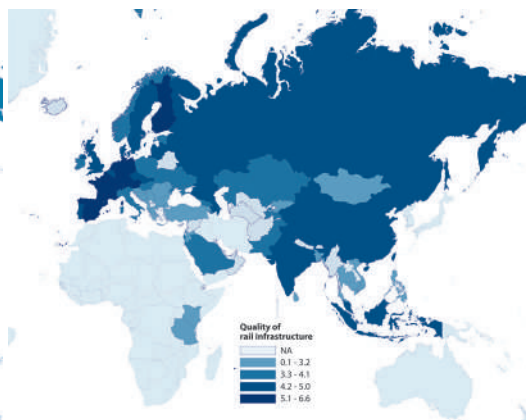 Quality of
rail infrastructure
NA
0.1 - 3.2
3.3 - 4.1
4.2 - 5.0
5.1 - 6.6